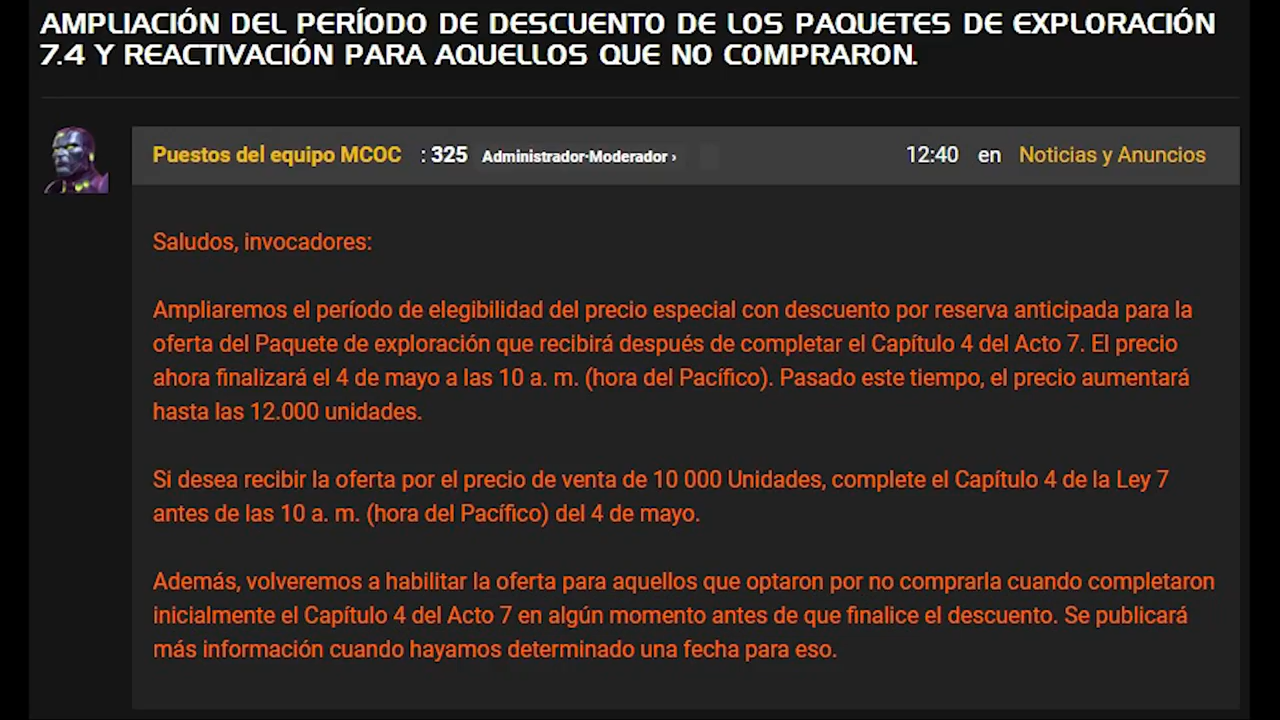 AMPLIACIÓN DEL PERÍODO DE DESCUENTO DE LOS PAQUETES DE EXPLORACIÓN
7.4 Y REACTIVACIÓN PARA AQUELLOS QUE NO COMPRARON.
Puestos del equipo MCOC : 325 Administrador-Moderador › 12:40 en Noticias y Anuncios
Saludos, invocadores:
Ampliaremos el período de elegibilidad del precio especial con descuento por reserva anticipada para la
oferta del Paquete de exploración que recibirá después de completar el Capítulo 4 del Acto 7. El precio
ahora finalizará el 4 de mayo a las 10 a. m. (hora del Pacífico). Pasado este tiempo, el precio aumentará
hasta las 12.000 unidades.
Si desea recibir la oferta por el precio de venta de 10 000 Unidades, complete el Capítulo 4 de la Ley 7
antes de las 10 a. m. (hora del Pacífico) del 4 de mayo.
Además, volveremos a habilitar la oferta para aquellos que optaron por no comprarla cuando completaron
inicialmente el Capítulo 4 del Acto 7 en algún momento antes de que finalice el descuento. Se publicará
más información cuando hayamos determinado una fecha para eso.